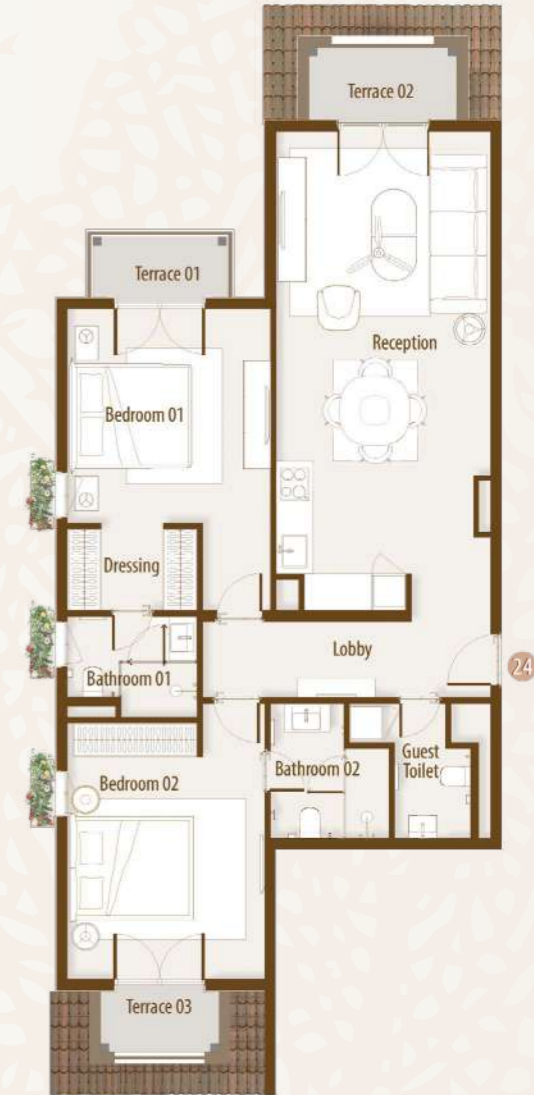 Terrace 02
Terrace 01
Reception
Bedroom 01
Dressing
Lobby
24
Bathroom 01
Guest
Toilet
Bathroom 02
Bedroom 02
Terrace 03